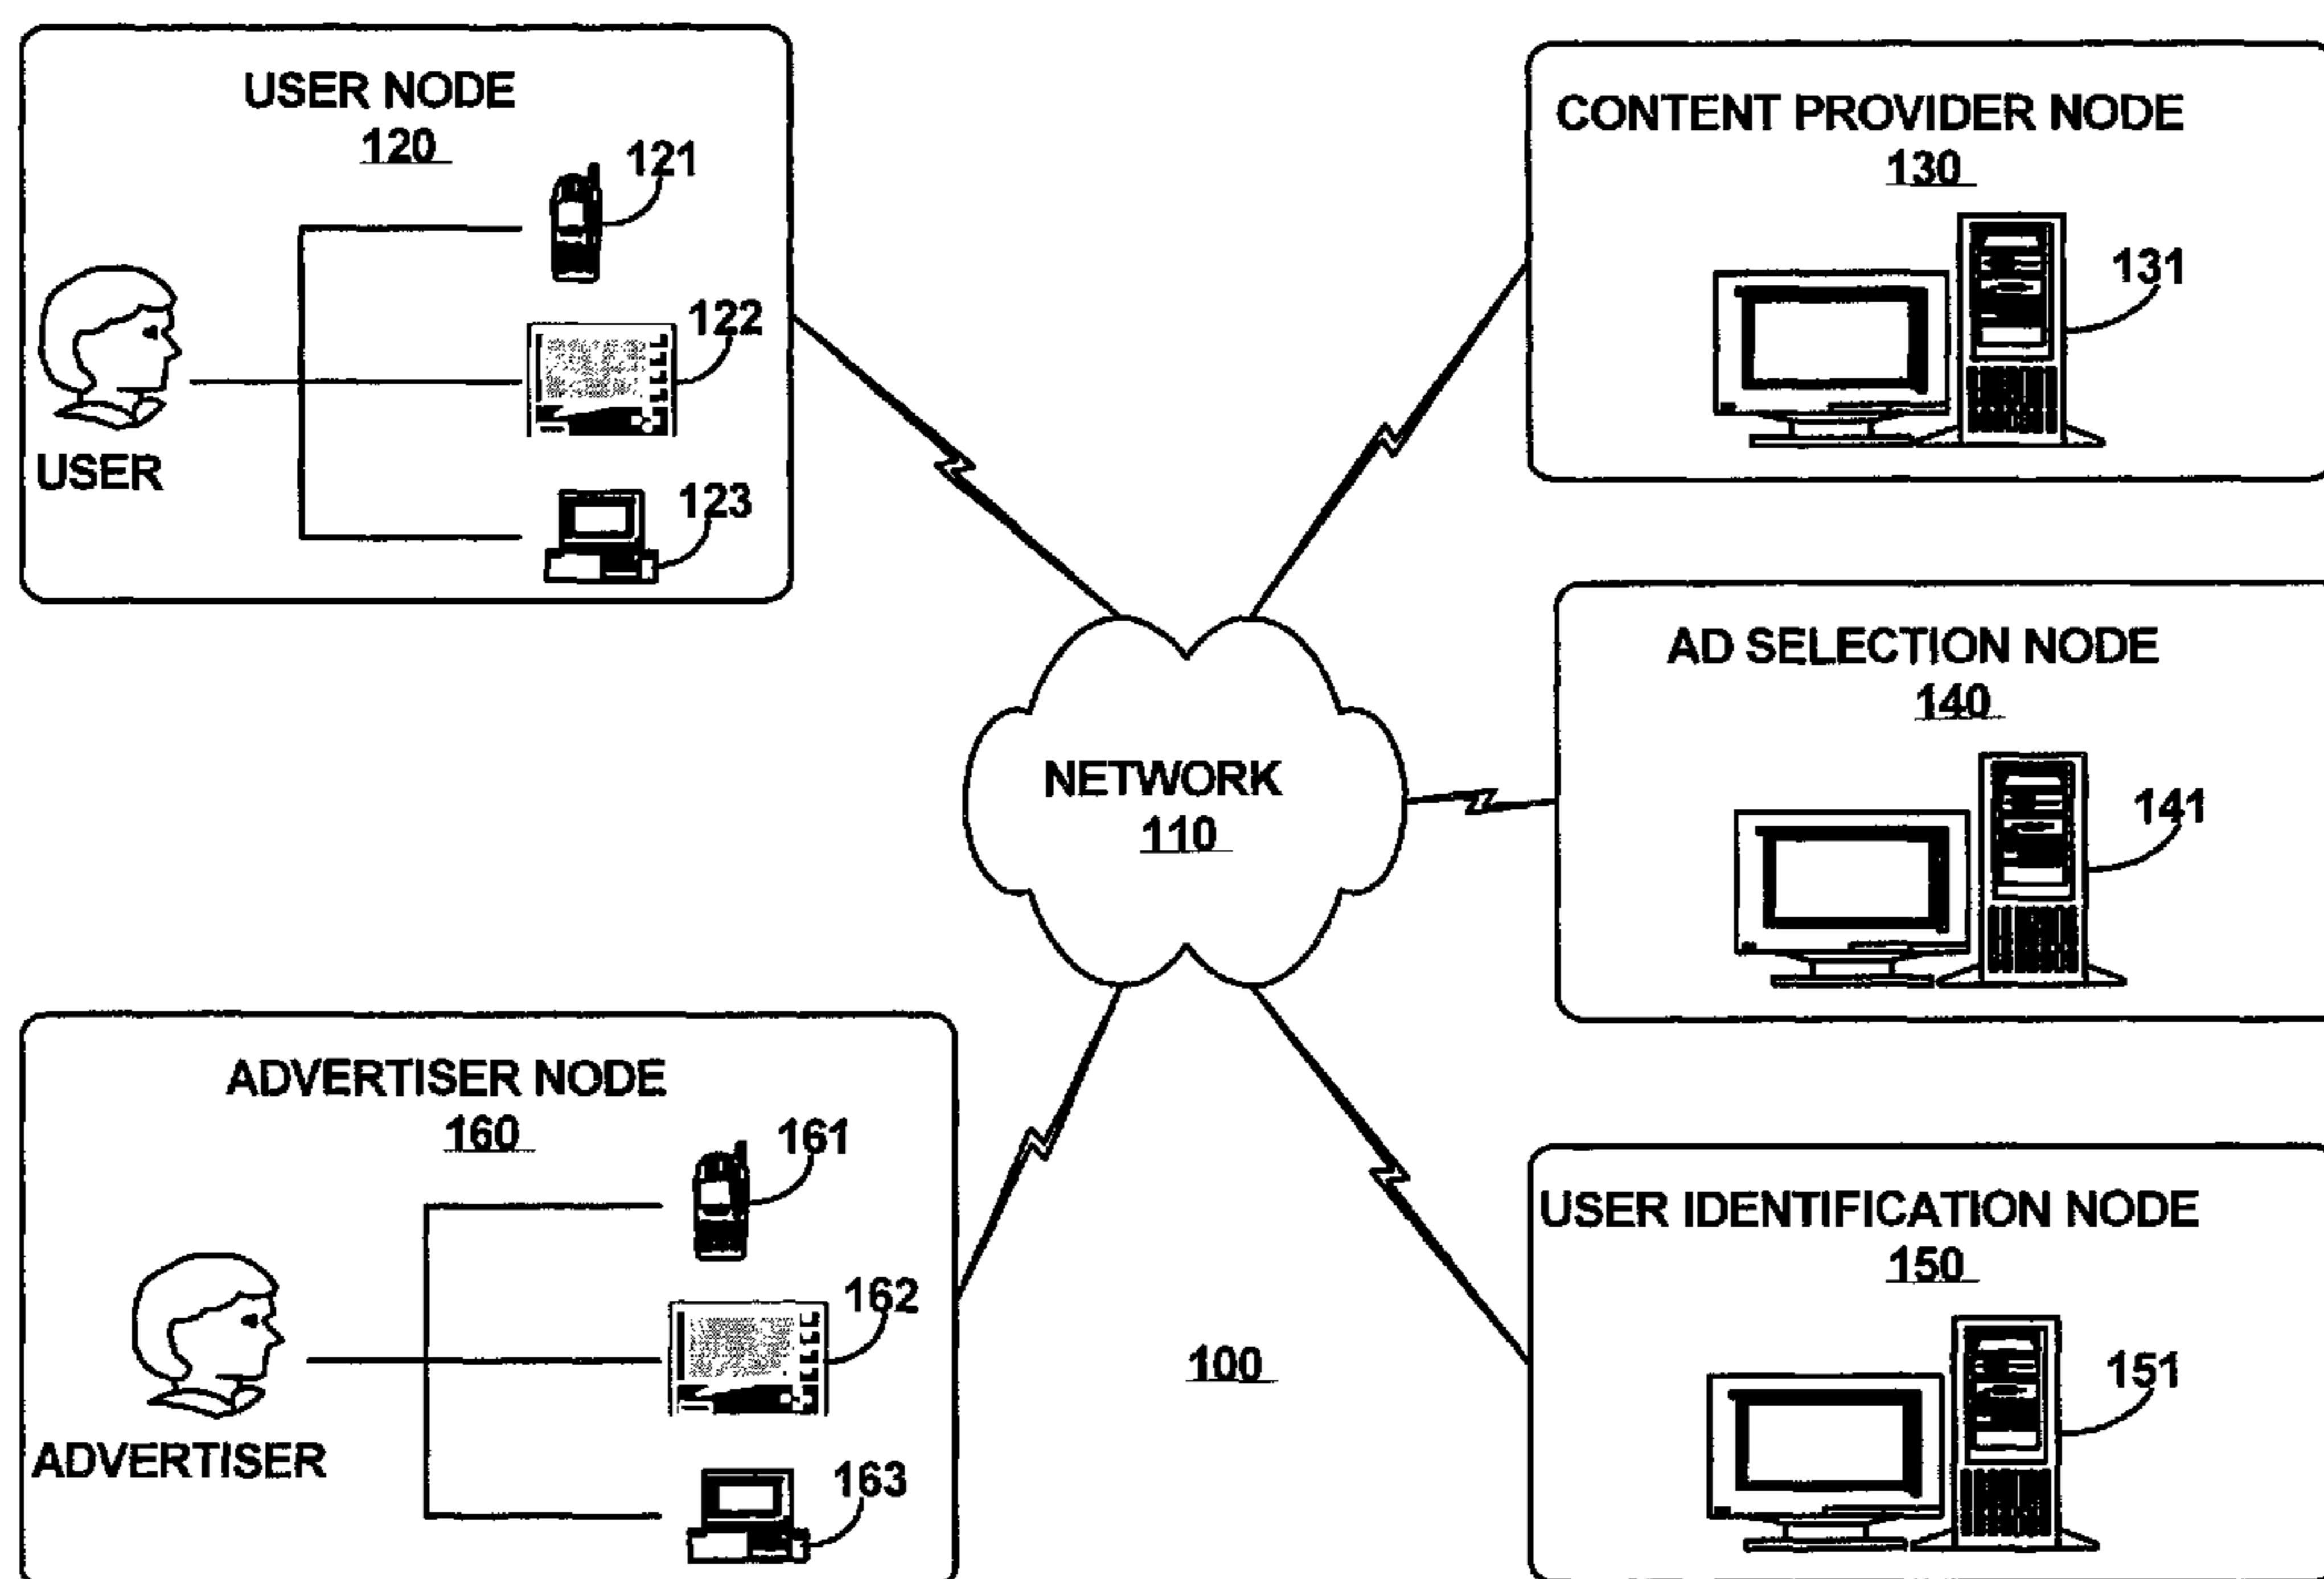 USER NODE
120
121
122
123
USER
CONTENT PROVIDER NODE
130
131
AD SELECTION NODE
140
141
NETWORK
110
ADVERTISER NODE
160
161
162
163
ADVERTISER
100
USER IDENTIFICATION NODE
150
151